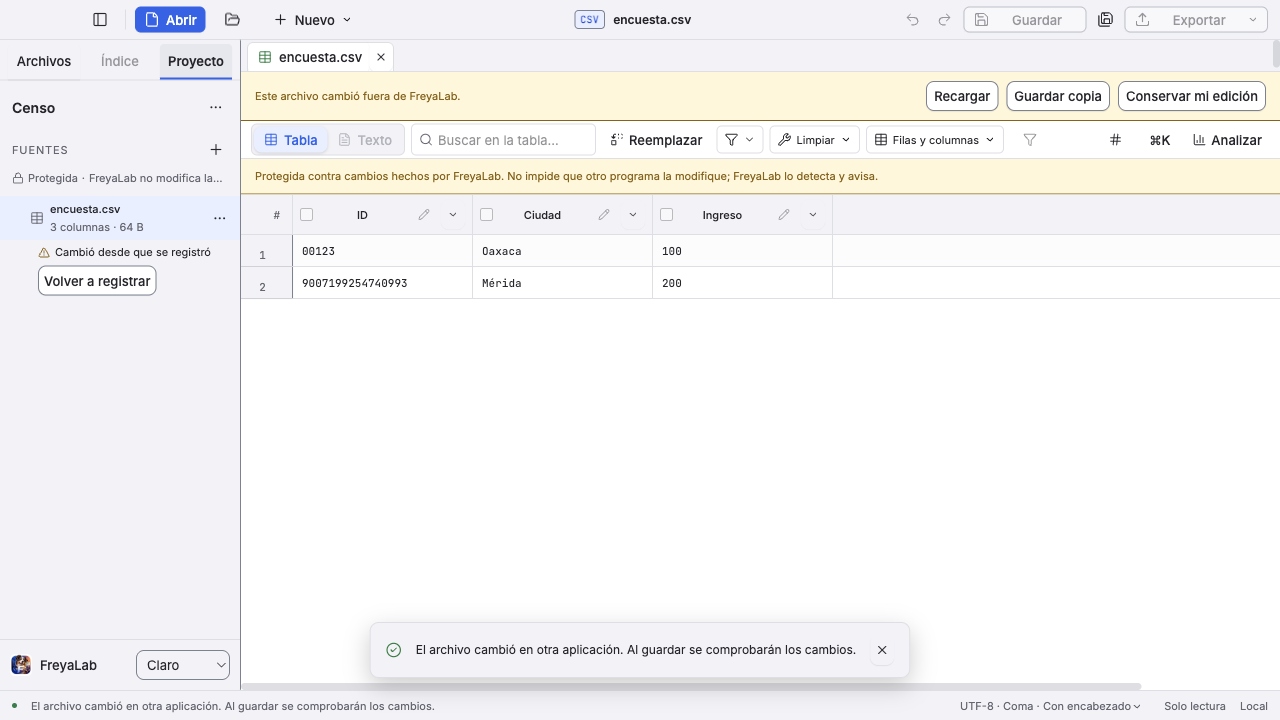 Abrir
Nuevo
CSV encuesta.csv
Guardar
Exportar
Archivos Índice Proyecto
encuesta.csv
Censo
Este archivo cambió fuera de FreyaLab.
Recargar
Guardar copia
Conservar mi edición
FUENTES
Tabla
Texto
Buscar en la tabla...
Reemplazar
Limpiar
Filas y columnas
#
⌘K
Analizar
Protegida · FreyaLab no modifica la...
Protegida contra cambios hechos por FreyaLab. No impide que otro programa la modifique; FreyaLab lo detecta y avisa.
encuesta.csv
3 columnas · 64 B
Cambió desde que se registró
Volver a registrar
# ID Ciudad Ingreso
1 00123 Oaxaca 100
2 9007199254740993 Mérida 200
El archivo cambió en otra aplicación. Al guardar se comprobarán los cambios.
FreyaLab
Claro
El archivo cambió en otra aplicación. Al guardar se comprobarán los cambios.
UTF-8 · Coma · Con encabezado
Solo lectura
Local